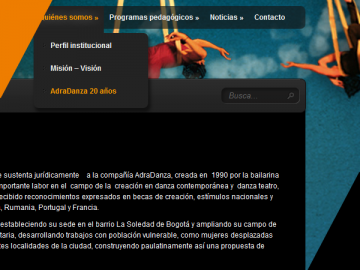 quiénes somos » Programas pedagógicos » Noticias » Contacto
Perfil institucional
Misión – Visión
AdraDanza 20 años
Busca...
sustenta jurídicamente a la compañía AdraDanza, creada en 1990 por la bailarina
importante labor en el campo de la creación en danza contemporánea y danza teatro,
recibido reconocimientos expresados en becas de creación, estímulos nacionales y
, Rumania, Portugal y Francia.
estableciendo su sede en el barrio La Soledad de Bogotá y ampliando su campo de
taria, desarrollando trabajos con población vulnerable, como mujeres desplazadas
tes localidades de la ciudad, construyendo paulatinamente así una propuesta de